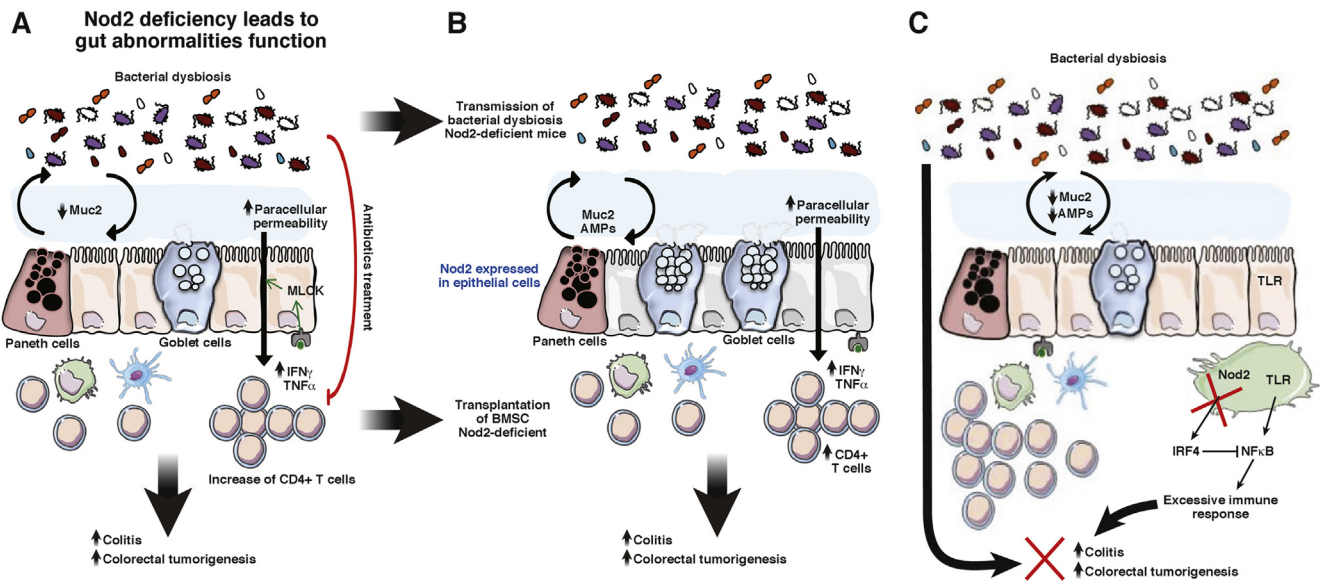 A
Nod2 deficiency leads to
gut abnormalities function
Bacterial dysbiosis
Muc2
Paracellular
permeability
MLCK
Antibiotics treatment
Paneth cells
Goblet cells
IFNγ
TNFα
Increase of CD4+ T cells
Colitis
Colorectal tumorigenesis
Transmission of
bacterial dysbiosis
Nod2-deficient mice
Transplantation
of BMSC
Nod2-deficient
B
Muc2
AMPs
Paracellular
permeability
Nod2 expressed
in epithelial cells
Paneth cells
Goblet cells
IFNγ
TNFα
CD4+
T cells
Colitis
Colorectal tumorigenesis
C
Bacterial dysbiosis
Muc2
AMPs
TLR
Nod2
TLR
IRF4
NFκB
Excessive immune
response
Colitis
Colorectal tumorigenesis